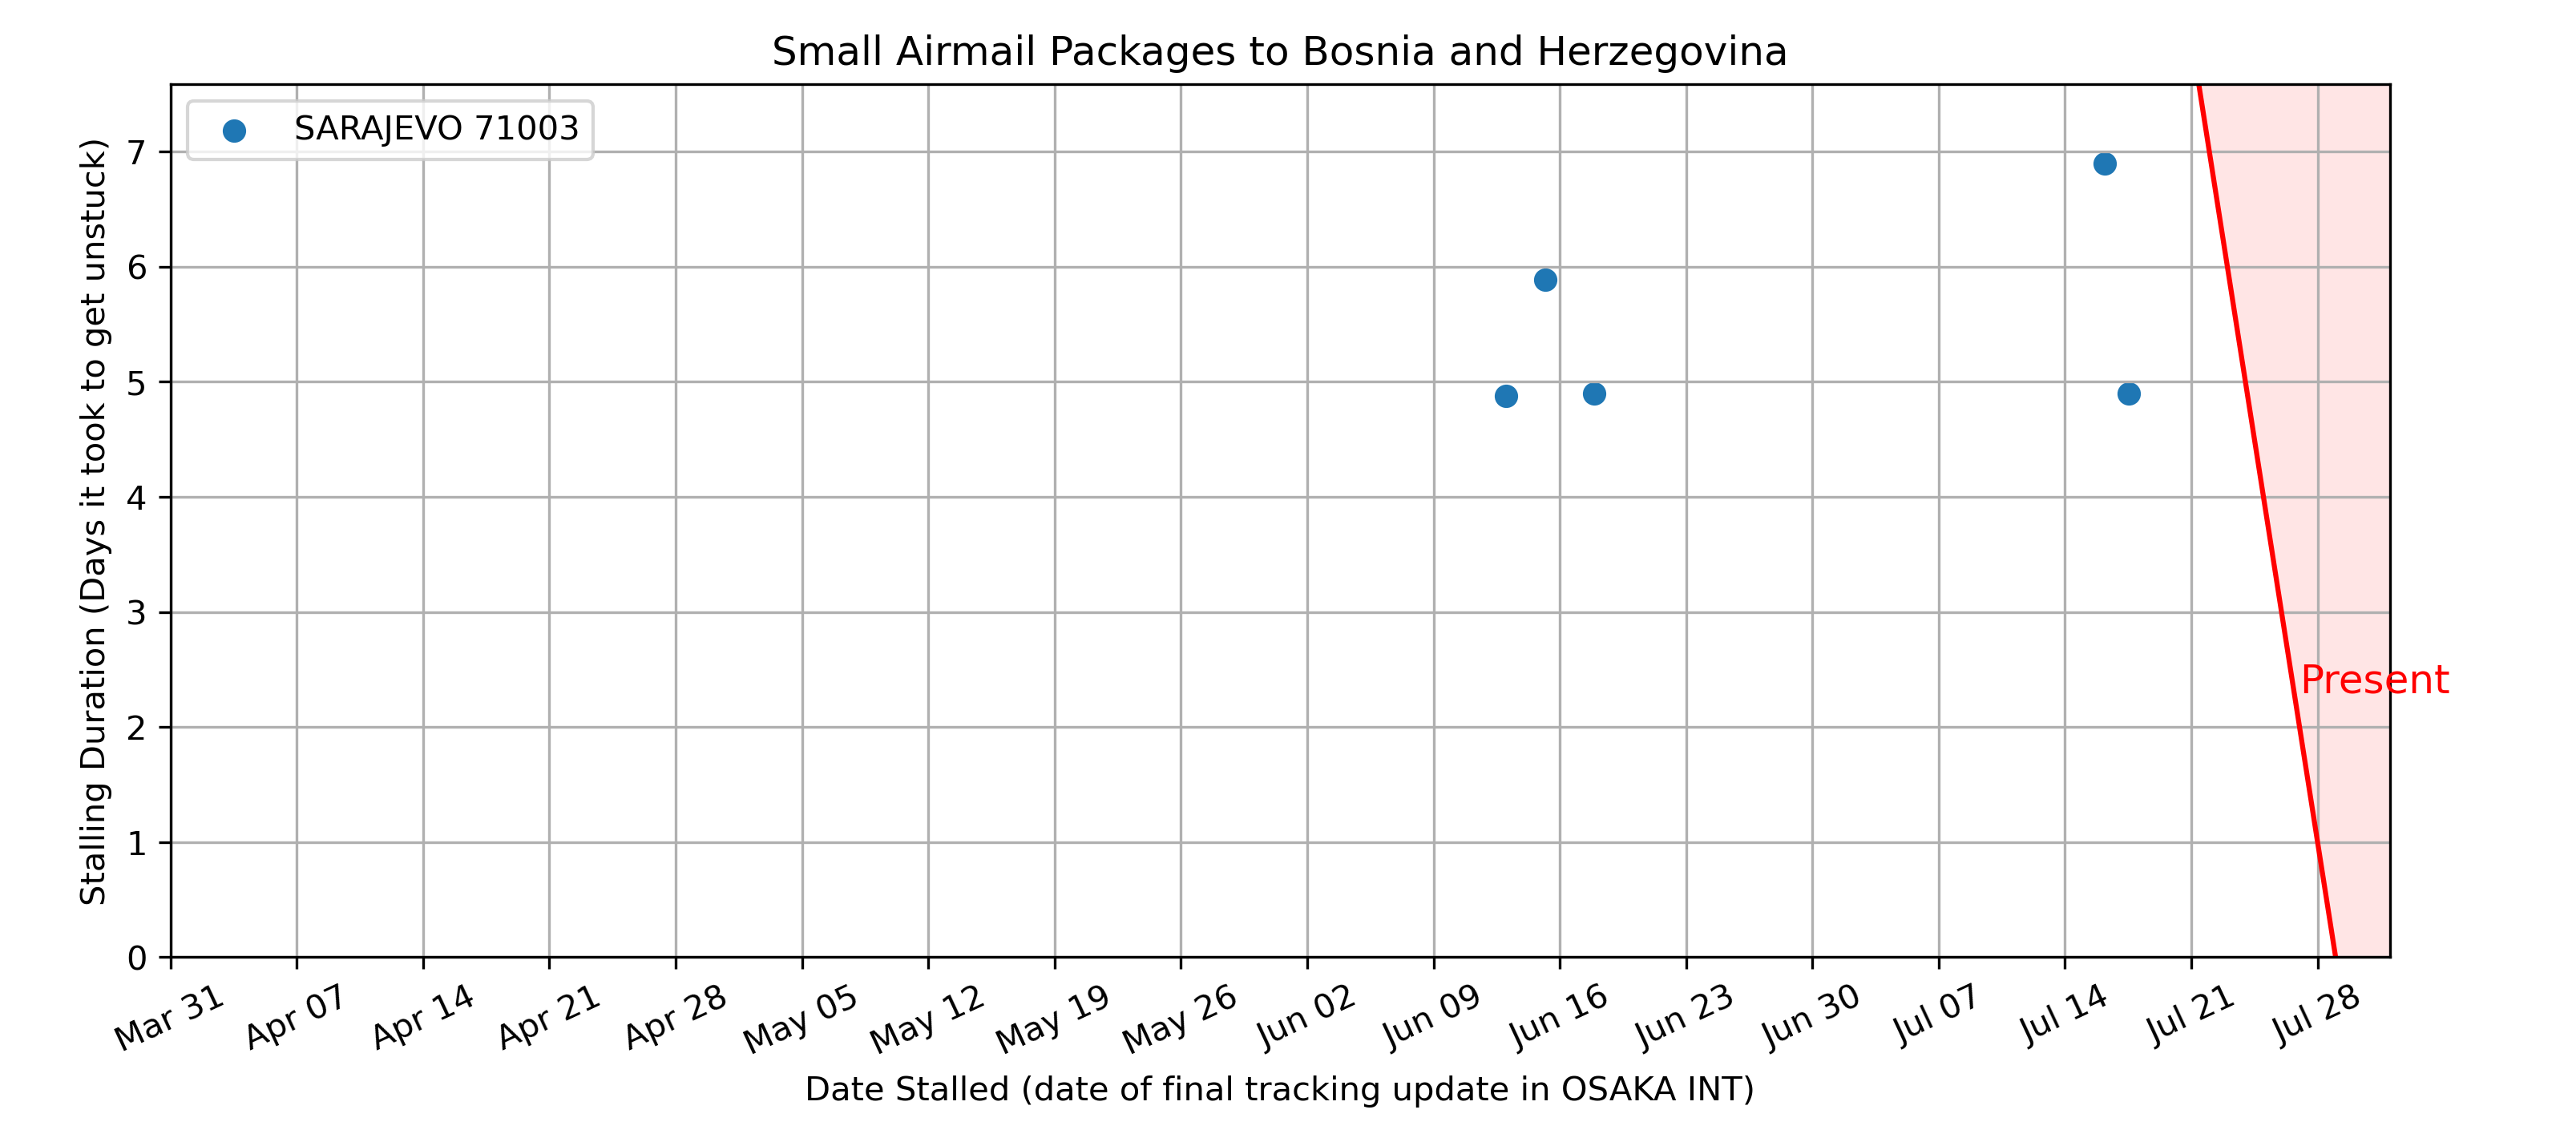 Small Airmail Packages to Bosnia and Herzegovina
SARAJEVO 71003
Stalling Duration (Days it took to get unstuck)
7
6
5
4
3
2
1
0
Present
Mar 31
Apr 07
Apr 14
Apr 21
Apr 28
May 05
May 12
May 19
May 26
Jun 02
Jun 09
Jun 16
Jun 23
Jun 30
Jul 07
Jul 14
Jul 21
Jul 28
Date Stalled (date of final tracking update in OSAKA INT)